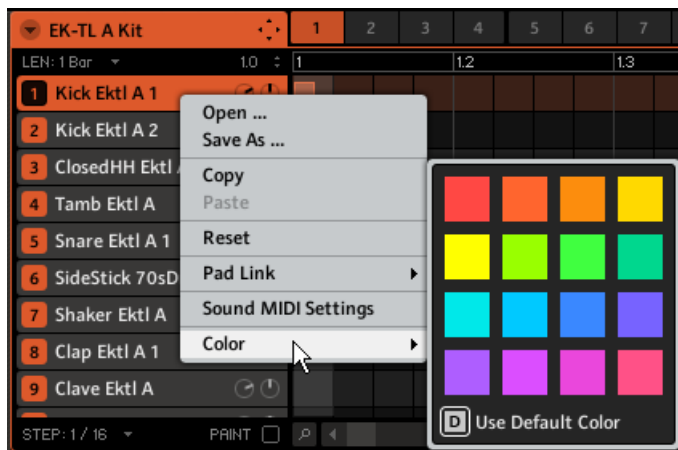 EK-TL A Kit 1 2 3 4 5 6 7
LEN: 1 Bar 1.0 1 1.2 1.3
1 Kick Ektl A 1
2 Kick Ektl A 2
3 ClosedHH Ektl
4 Tamb Ektl A
5 Snare Ektl A 1
6 SideStick 70sD
7 Shaker Ektl A
8 Clap Ektl A 1
9 Clave Ektl A
STEP: 1 / 16 PAINT
Open ...
Save As ...
Copy
Paste
Reset
Pad Link
Sound MIDI Settings
Color
D Use Default Color